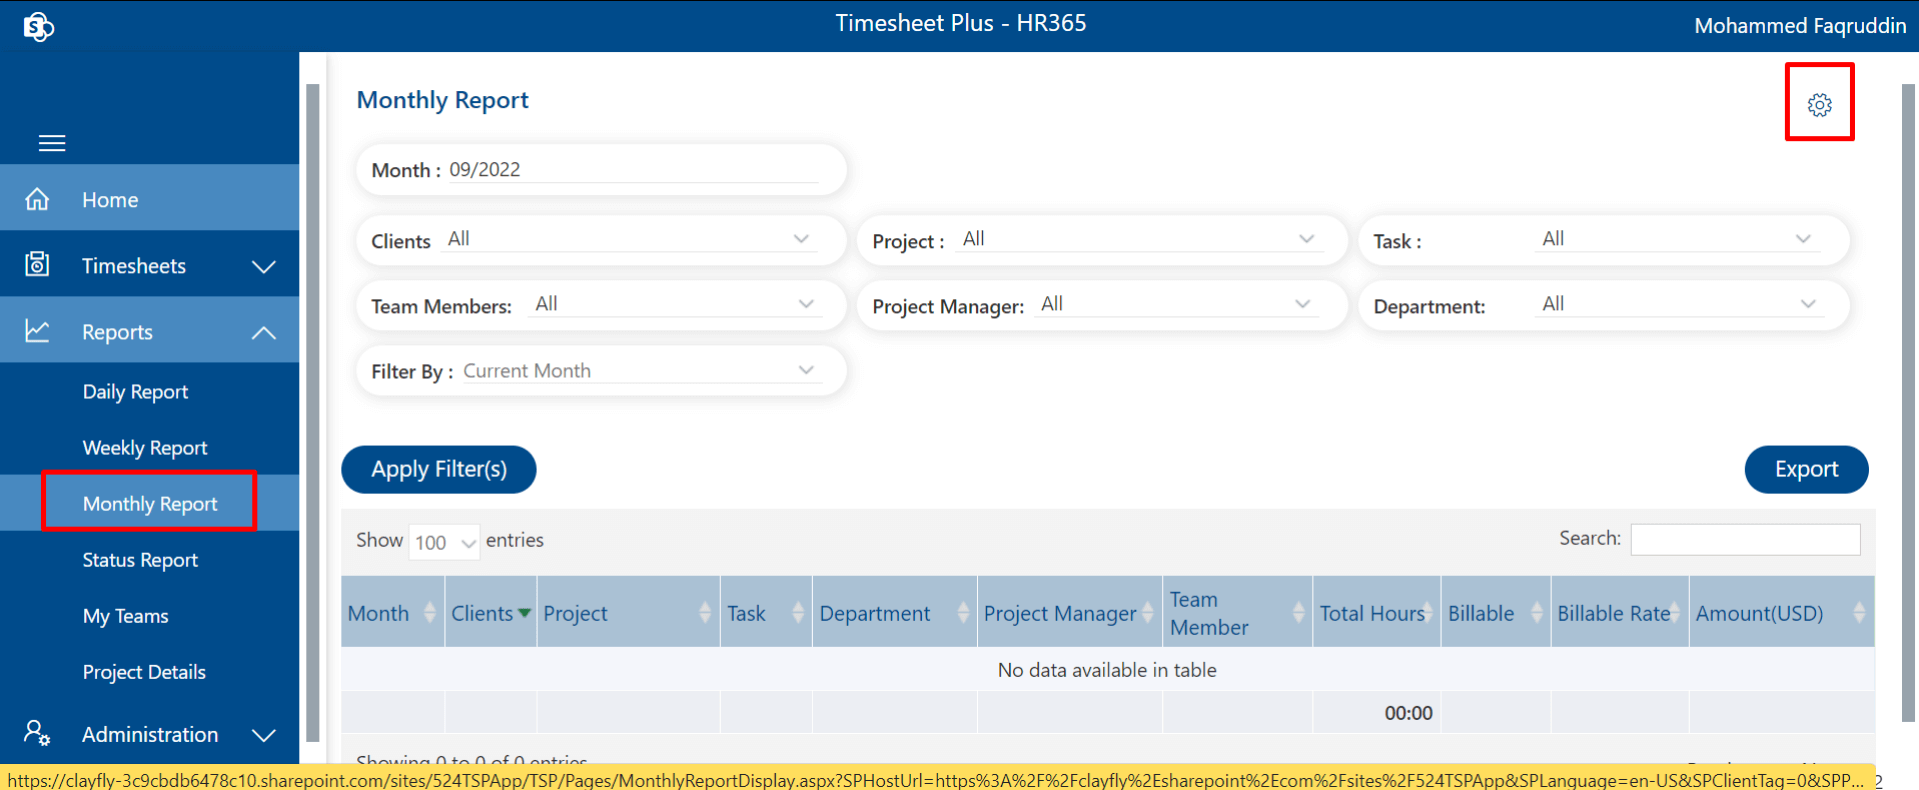 Timesheet Plus - HR365
Mohammed Faqruddin
Home
Timesheets
Reports
Daily Report
Weekly Report
Monthly Report
Status Report
My Teams
Project Details
Administration
Monthly Report
Month : 09/2022
Clients All
Project : All
Task : All
Team Members: All
Project Manager: All
Department: All
Filter By : Current Month
Apply Filter(s)
Export
Show 100 entries
Search:
Month Clients Project Task Department Project Manager Team Member Total Hours Billable Billable Rate Amount(USD)
No data available in table
00:00
Showing 0 to 0 of 0 entries
https://clayfly-3c9cbdb6478c10.sharepoint.com/sites/524TSPApp/TSP/Pages/MonthlyReportDisplay.aspx?SPHostUrl=https%3A%2F%2Fclayfly%2Esharepoint%2Ecom%2Fsites%2F524TSPApp&SPLanguage=en-US&SPClientTag=0&SPP...